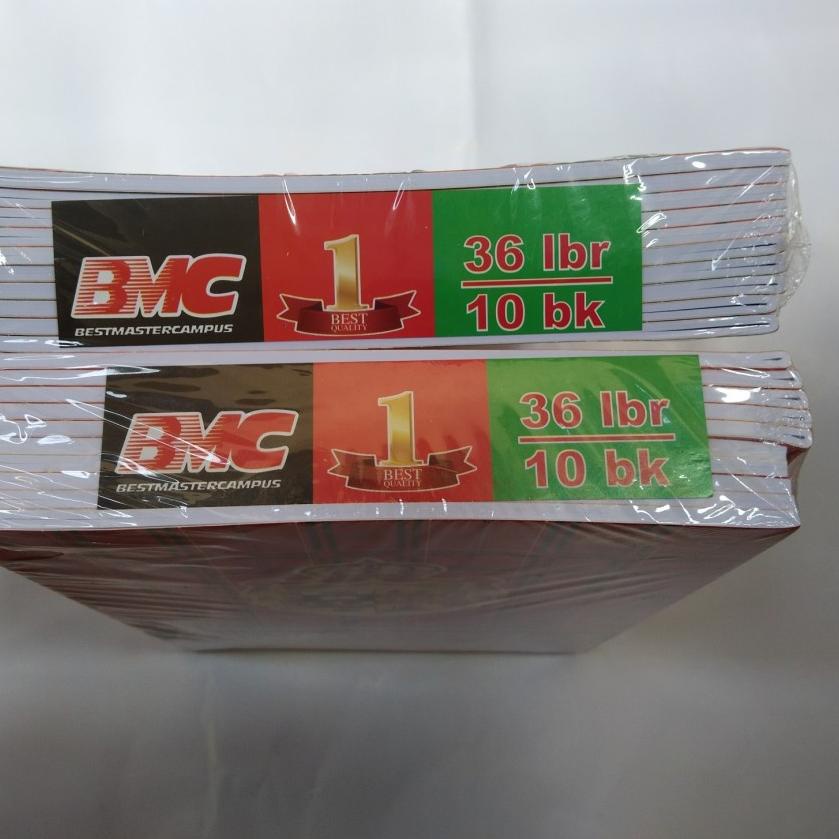 BMC
BESTMASTERCAMPUS
1
BEST
QUALITY
36 lbr
10 bk
BMC
BESTMASTERCAMPUS
1
BEST
QUALITY
36 lbr
10 bk